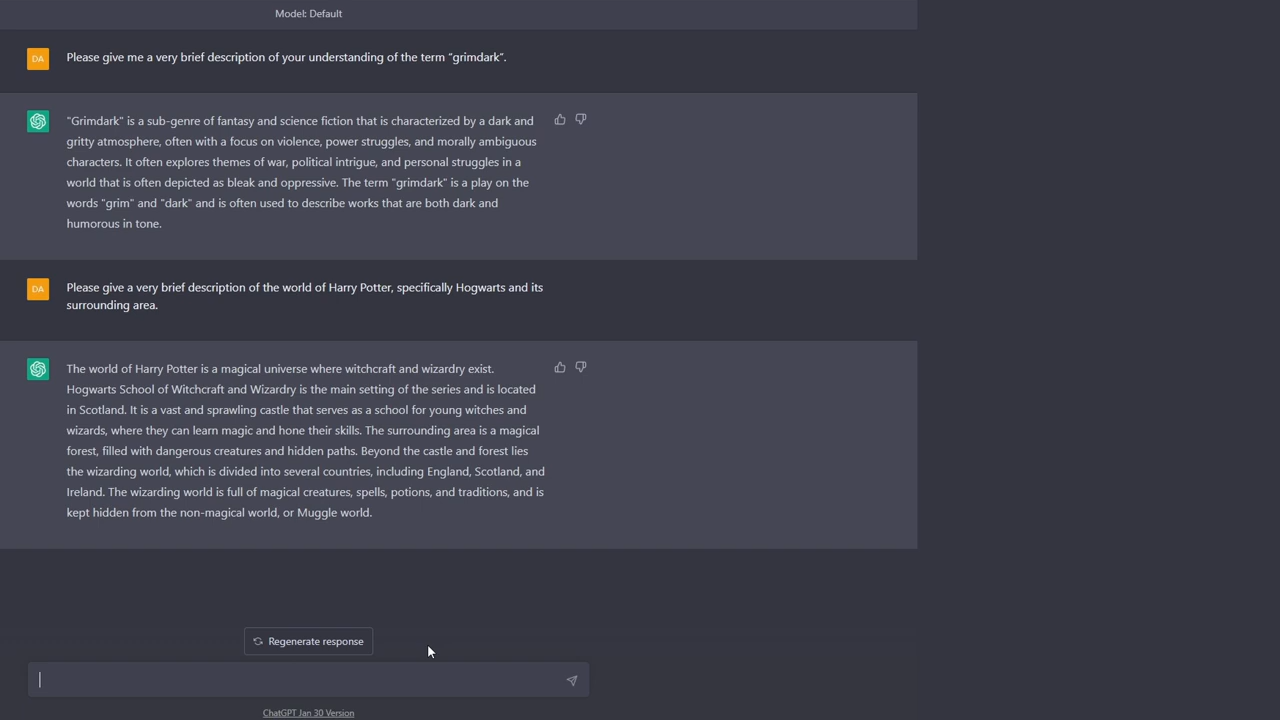 Model: Default
DA
Please give me a very brief description of your understanding of the term “grimdark”.
"Grimdark" is a sub-genre of fantasy and science fiction that is characterized by a dark and
gritty atmosphere, often with a focus on violence, power struggles, and morally ambiguous
characters. It often explores themes of war, political intrigue, and personal struggles in a
world that is often depicted as bleak and oppressive. The term "grimdark" is a play on the
words "grim" and "dark" and is often used to describe works that are both dark and
humorous in tone.
DA
Please give a very brief description of the world of Harry Potter, specifically Hogwarts and its
surrounding area.
The world of Harry Potter is a magical universe where witchcraft and wizardry exist.
Hogwarts School of Witchcraft and Wizardry is the main setting of the series and is located
in Scotland. It is a vast and sprawling castle that serves as a school for young witches and
wizards, where they can learn magic and hone their skills. The surrounding area is a magical
forest, filled with dangerous creatures and hidden paths. Beyond the castle and forest lies
the wizarding world, which is divided into several countries, including England, Scotland, and
Ireland. The wizarding world is full of magical creatures, spells, potions, and traditions, and is
kept hidden from the non-magical world, or Muggle world.
Regenerate response
ChatGPT Jan 30 Version